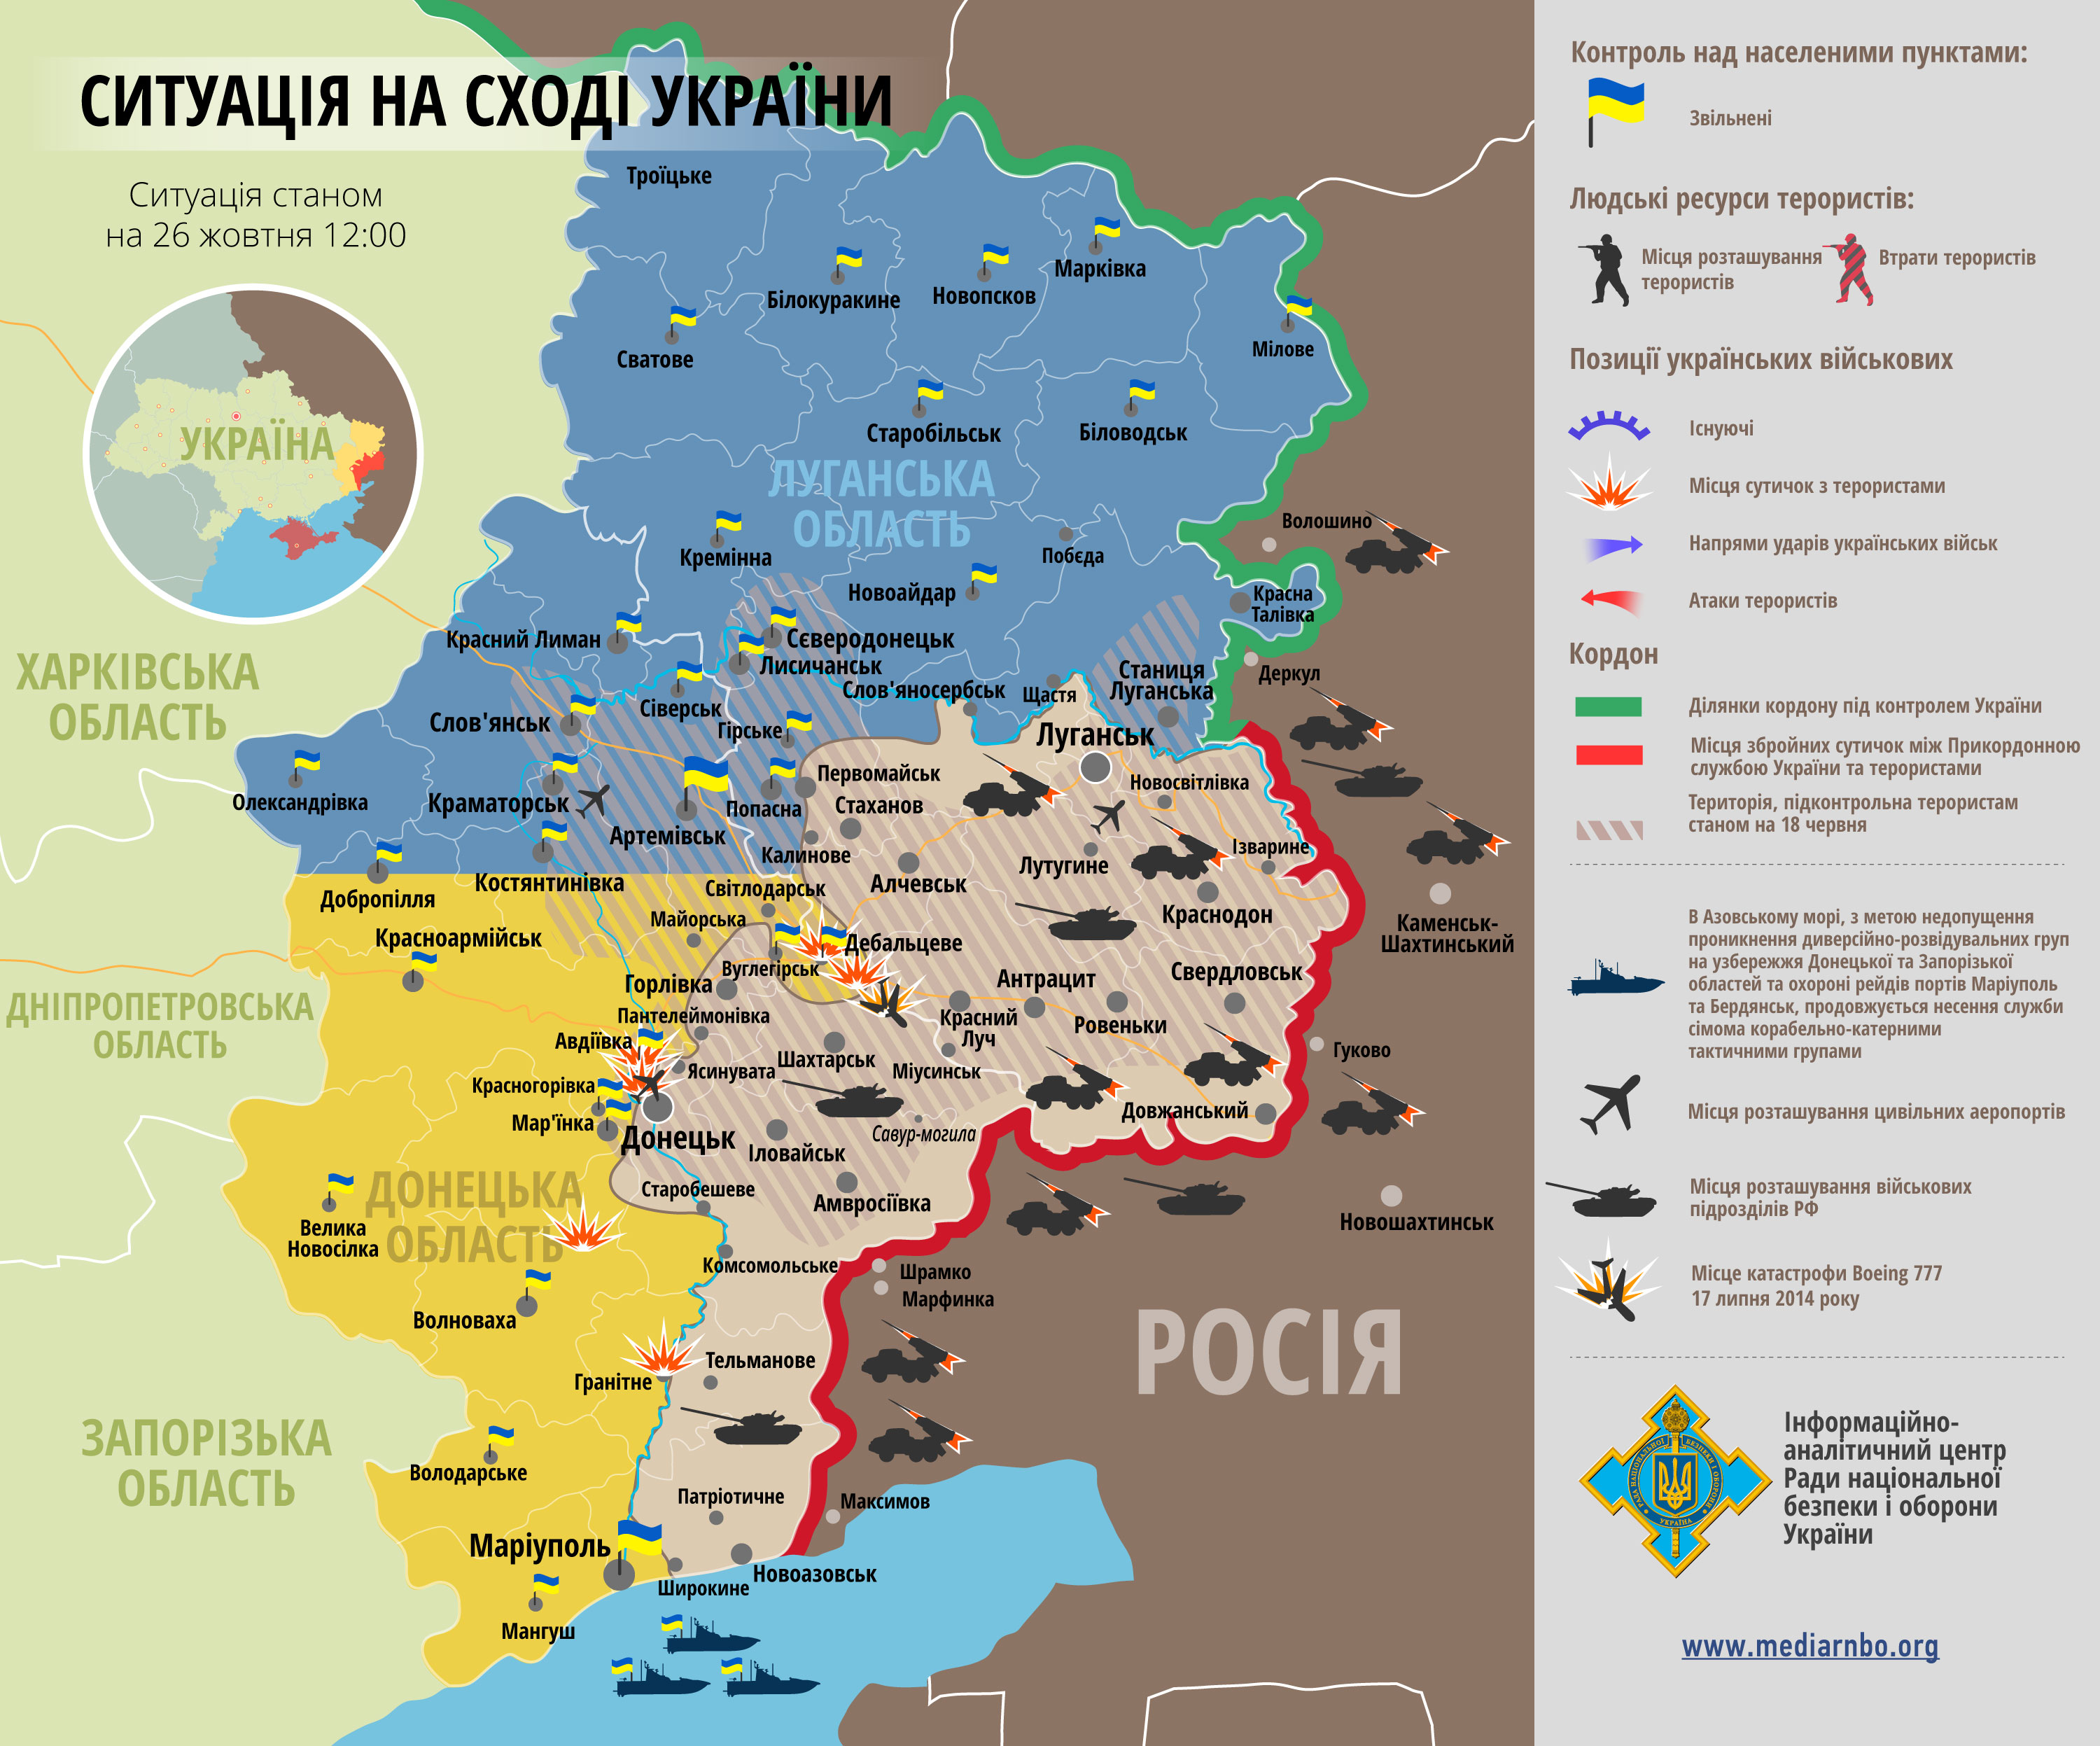 СИТУАЦІЯ НА СХОДІ УКРАЇНИ
Ситуація станом
на 26 жовтня 12:00
УКРАЇНА
ХАРКІВСЬКА
ОБЛАСТЬ
ДНІПРОПЕТРОВСЬКА
ОБЛАСТЬ
ЗАПОРІЗЬКА
ОБЛАСТЬ
ЛУГАНСЬКА
ОБЛАСТЬ
ДОНЕЦЬКА
ОБЛАСТЬ
РОСІЯ
Троїцьке
Білокуракине
Новопсков
Марківка
Мілове
Сватове
Старобільськ
Біловодськ
Кремінна
Побєда
Волошино
Новоайдар
Красна
Талівка
Красний Лиман
Сєверодонецьк
Лисичанськ
Станиця
Луганська
Деркул
Слов'яносербськ
Щастя
Сіверськ
Слов'янськ
Гірське
Луганськ
Олександрівка
Краматорськ
Первомайськ
Новосвітлівка
Попасна
Стаханов
Артемівськ
Калинове
Лутугине
Ізварине
Костянтинівка
Світлодарськ
Алчевськ
Добропілля
Краснодон
Каменськ-
Шахтинський
Майорська
Красноармійськ
Дебальцеве
Вуглегірськ
Антрацит
Свердловськ
Горлівка
Пантелеймонівка
Красний
Луч
Ровеньки
Авдіївка
Шахтарськ
Міусинськ
Гуково
Ясинувата
Красногорівка
Мар'їнка
Довжанський
Донецьк
Савур-могила
Іловайськ
Старобешеве
Амвросіївка
Новошахтинськ
Велика
Новосілка
Комсомольське
Шрамко
Марфинка
Волноваха
Тельманове
Гранітне
Володарське
Патріотичне
Максимов
Маріуполь
Новоазовськ
Широкине
Мангуш
Контроль над населеними пунктами:
Звільнені
Людські ресурси терористів:
Місця розташування
терористів
Втрати терористів
Позиції українських військових
Існуючі
Місця сутичок з терористами
Напрями ударів українських військ
Атаки терористів
Кордон
Ділянки кордону під контролем України
Місця збройних сутичок між Прикордонною
службою України та терористами
Територія, підконтрольна терористам
станом на 18 червня
В Азовському морі, з метою недопущення
проникнення диверсійно-розвідувальних груп
на узбережжя Донецької та Запорізької
областей та охороні рейдів портів Маріуполь
та Бердянськ, продовжується несення служби
сімома корабельно-катерними
тактичними групами
Місця розташування цивільних аеропортів
Місця розташування військових
підрозділів РФ
Місце катастрофи Boeing 777
17 липня 2014 року
РАДА НАЦІОНАЛЬНОЇ БЕЗПЕКИ І ОБОРОНИ
УКРАЇНА
Інформаційно-
аналітичний центр
Ради національної
безпеки і оборони
України
www.mediarnbo.org